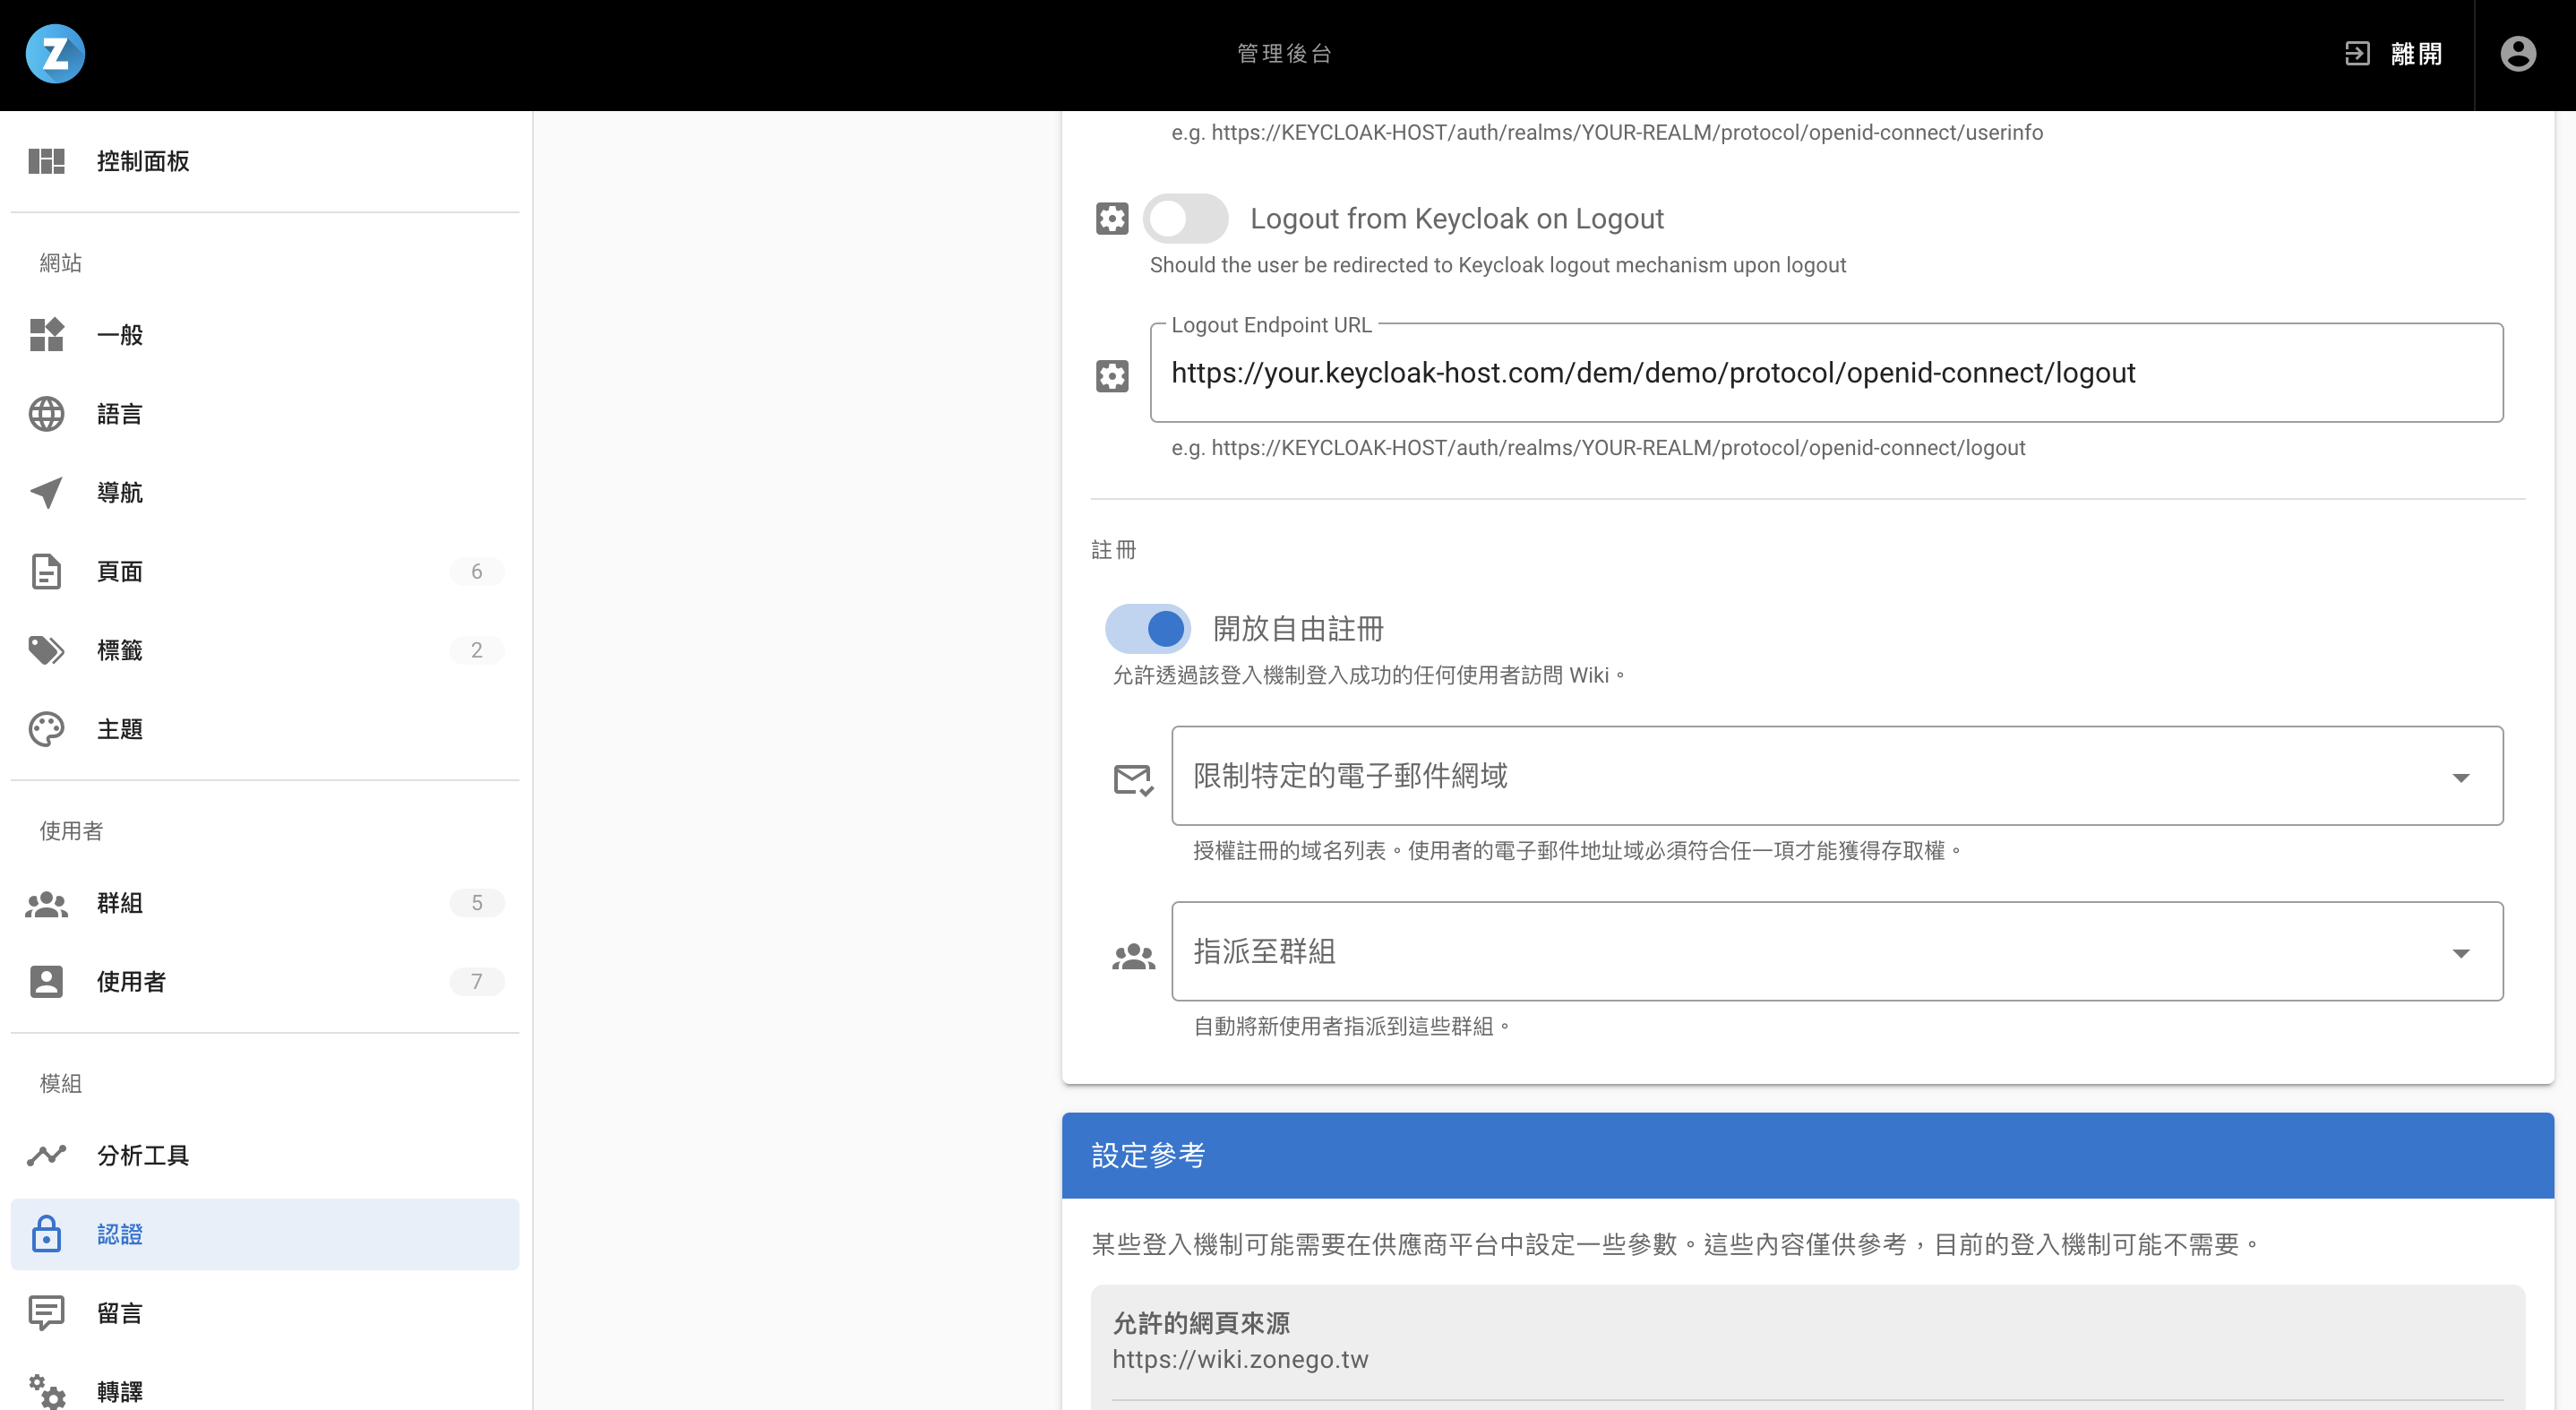 Z
管理後台
離開
控制面板
網站
一般
語言
導航
頁面
6
標籤
2
主題
使用者
群組
5
使用者
7
模組
分析工具
認證
留言
轉譯
e.g. https://KEYCLOAK-HOST/auth/realms/YOUR-REALM/protocol/openid-connect/userinfo
Logout from Keycloak on Logout
Should the user be redirected to Keycloak logout mechanism upon logout
Logout Endpoint URL
https://your.keycloak-host.com/dem/demo/protocol/openid-connect/logout
e.g. https://KEYCLOAK-HOST/auth/realms/YOUR-REALM/protocol/openid-connect/logout
註冊
開放自由註冊
允許透過該登入機制登入成功的任何使用者訪問 Wiki。
限制特定的電子郵件網域
授權註冊的域名列表。使用者的電子郵件地址域必須符合任一項才能獲得存取權。
指派至群組
自動將新使用者指派到這些群組。
設定參考
某些登入機制可能需要在供應商平台中設定一些參數。這些內容僅供參考，目前的登入機制可能不需要。
允許的網頁來源
https://wiki.zonego.tw